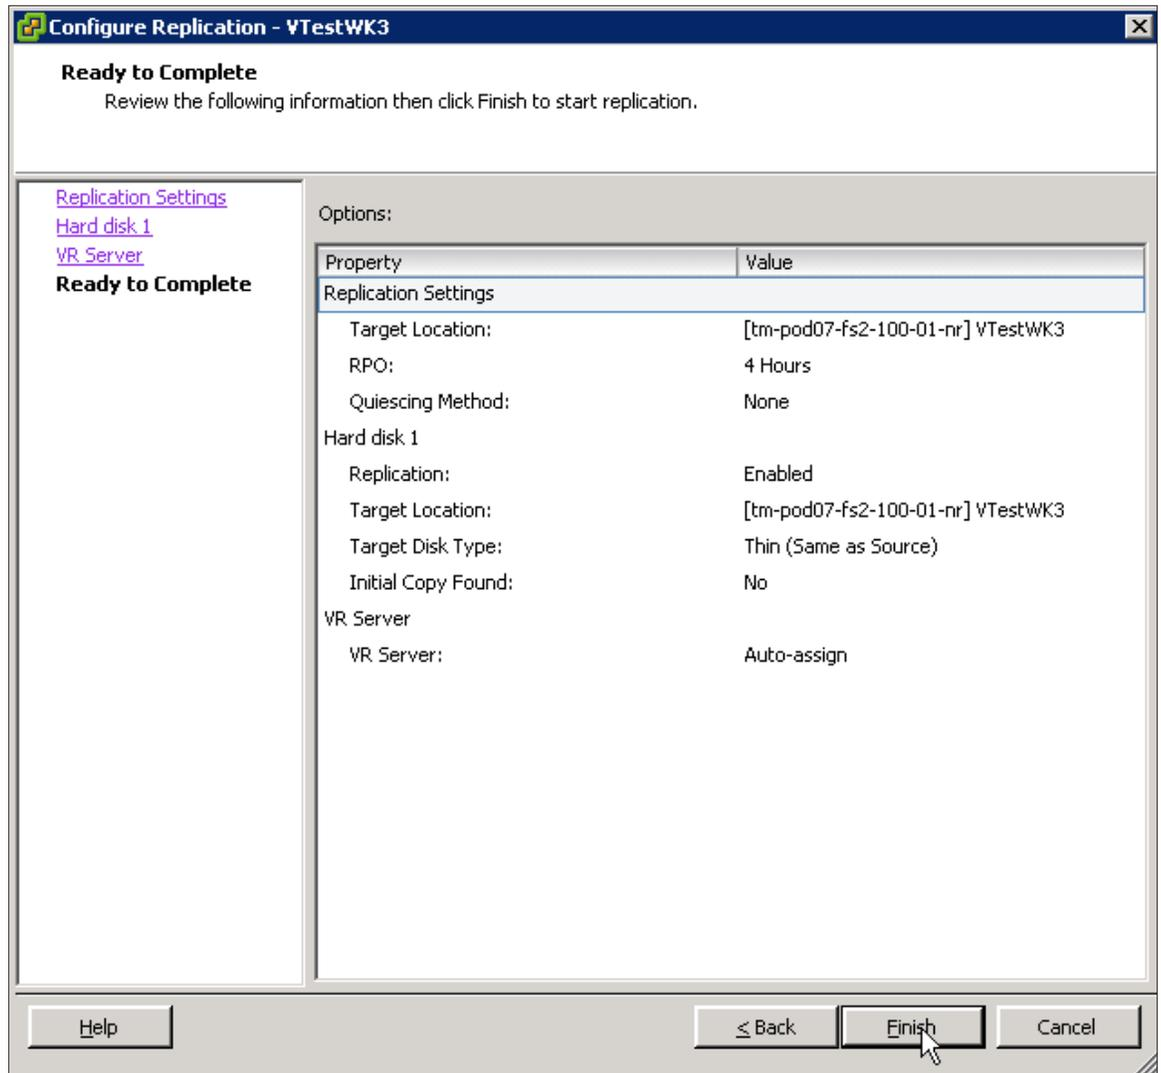 Configure Replication - VTestWK3
Ready to Complete
Review the following information then click Finish to start replication.
Replication Settings
Hard disk 1
VR Server
Ready to Complete
Options:
Property Value
Replication Settings
Target Location: [tm-pod07-fs2-100-01-nr] VTestWK3
RPO: 4 Hours
Quiescing Method: None
Hard disk 1
Replication: Enabled
Target Location: [tm-pod07-fs2-100-01-nr] VTestWK3
Target Disk Type: Thin (Same as Source)
Initial Copy Found: No
VR Server
VR Server: Auto-assign
Help < Back Finish Cancel